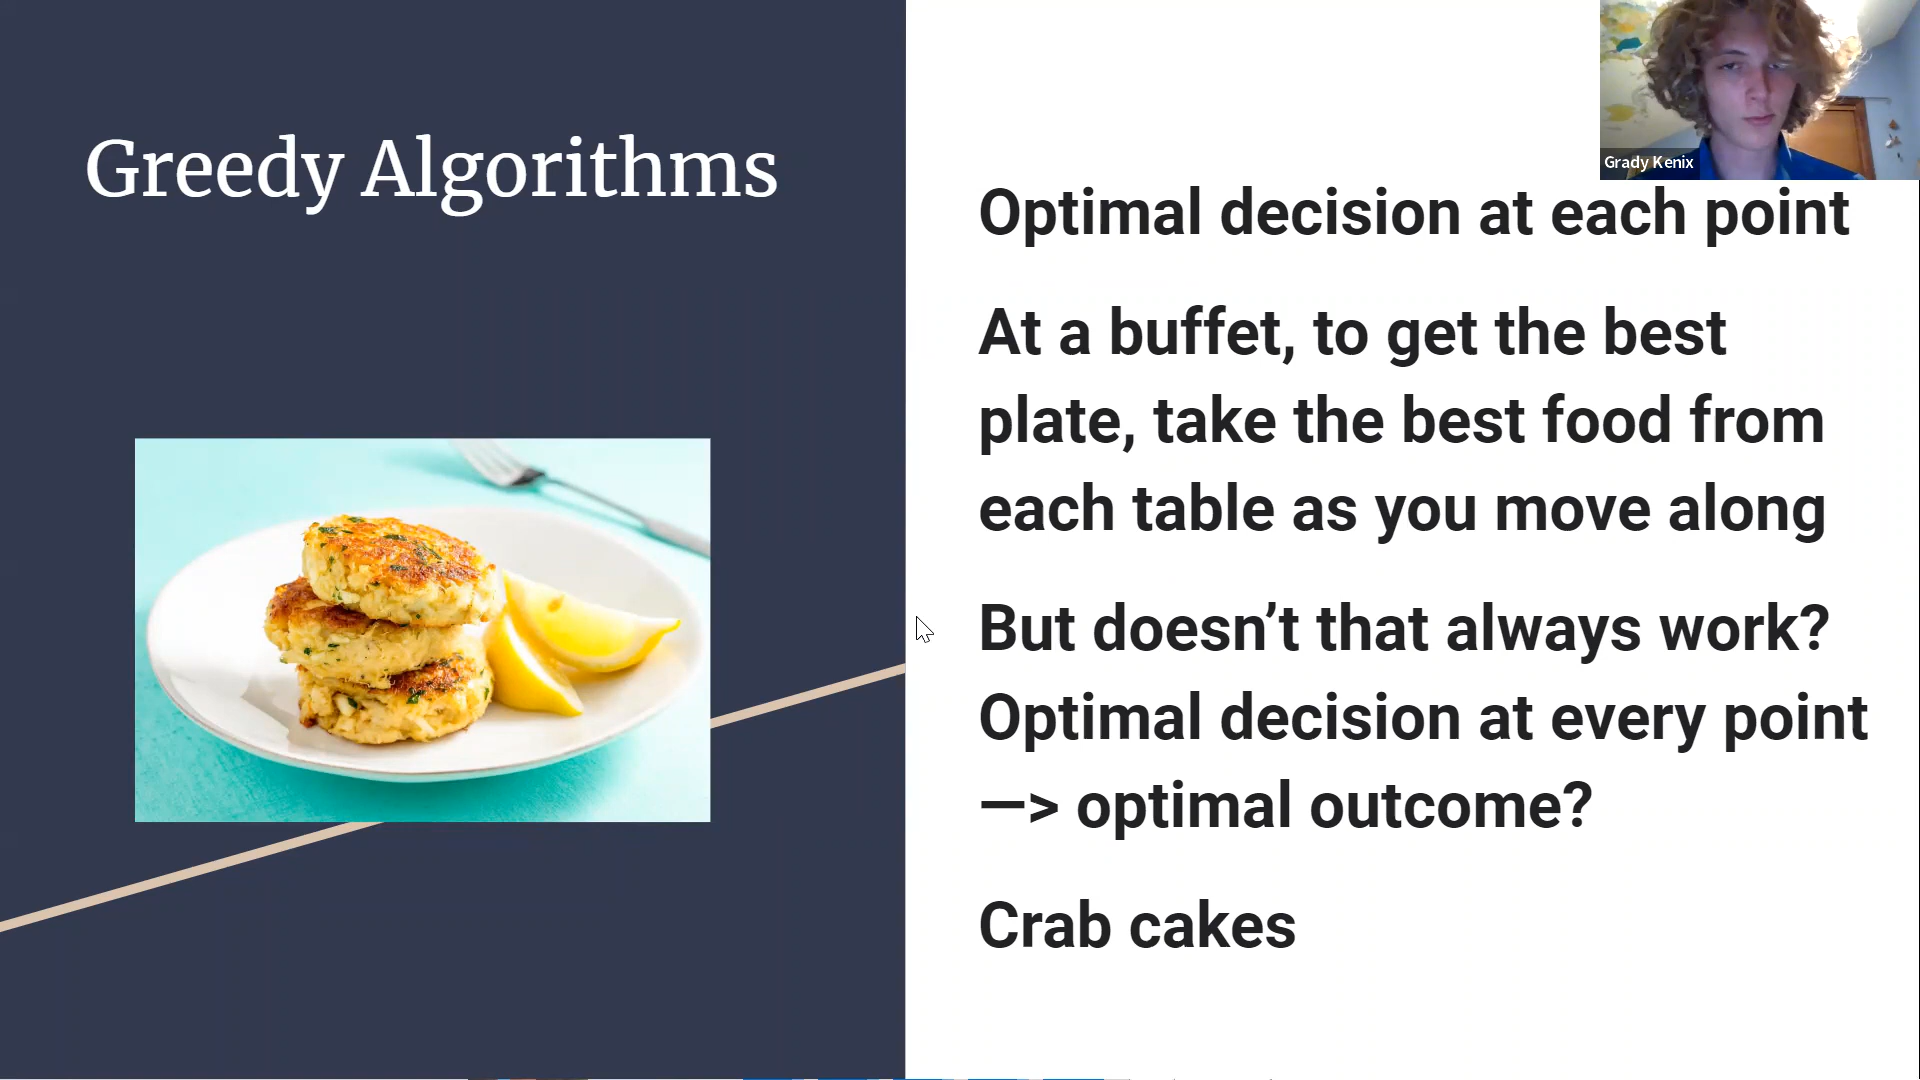 Greedy Algorithms
Grady Kenix
Optimal decision at each point
At a buffet, to get the best
plate, take the best food from
each table as you move along
But doesn’t that always work?
Optimal decision at every point
—> optimal outcome?
Crab cakes